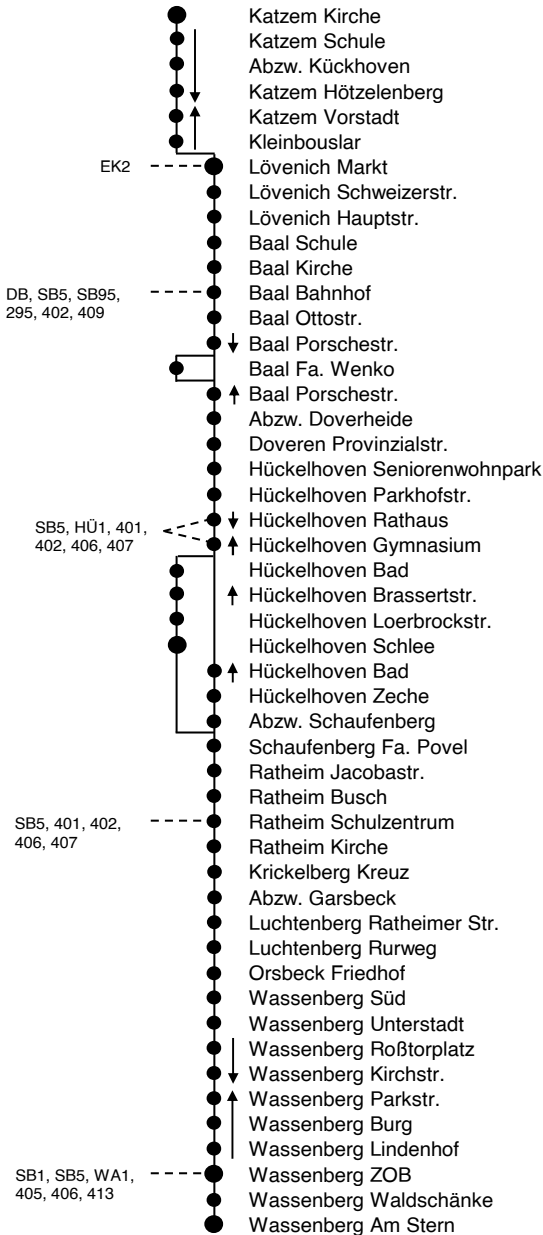 Katzem Kirche
Katzem Schule
Abzw. Kückhoven
Katzem Hötzelenberg
Katzem Vorstadt
Kleinbouslar
EK2
Lövenich Markt
Lövenich Schweizerstr.
Lövenich Hauptstr.
Baal Schule
Baal Kirche
DB, SB5, SB95,
295, 402, 409
Baal Bahnhof
Baal Ottostr.
Baal Porschestr.
Baal Fa. Wenko
Baal Porschestr.
Abzw. Doverheide
Doveren Provinzialstr.
Hückelhoven Seniorenwohnpark
Hückelhoven Parkhofstr.
SB5, HÜ1, 401,
402, 406, 407
Hückelhoven Rathaus
Hückelhoven Gymnasium
Hückelhoven Bad
Hückelhoven Brassertstr.
Hückelhoven Loerbrockstr.
Hückelhoven Schlee
Hückelhoven Bad
Hückelhoven Zeche
Abzw. Schaufenberg
Schaufenberg Fa. Povel
Ratheim Jacobastr.
Ratheim Busch
SB5, 401, 402,
406, 407
Ratheim Schulzentrum
Ratheim Kirche
Krickelberg Kreuz
Abzw. Garsbeck
Luchtenberg Ratheimer Str.
Luchtenberg Rurweg
Orsbeck Friedhof
Wassenberg Süd
Wassenberg Unterstadt
Wassenberg Roßtorplatz
Wassenberg Kirchstr.
Wassenberg Parkstr.
Wassenberg Burg
Wassenberg Lindenhof
SB1, SB5, WA1,
405, 406, 413
Wassenberg ZOB
Wassenberg Waldschänke
Wassenberg Am Stern